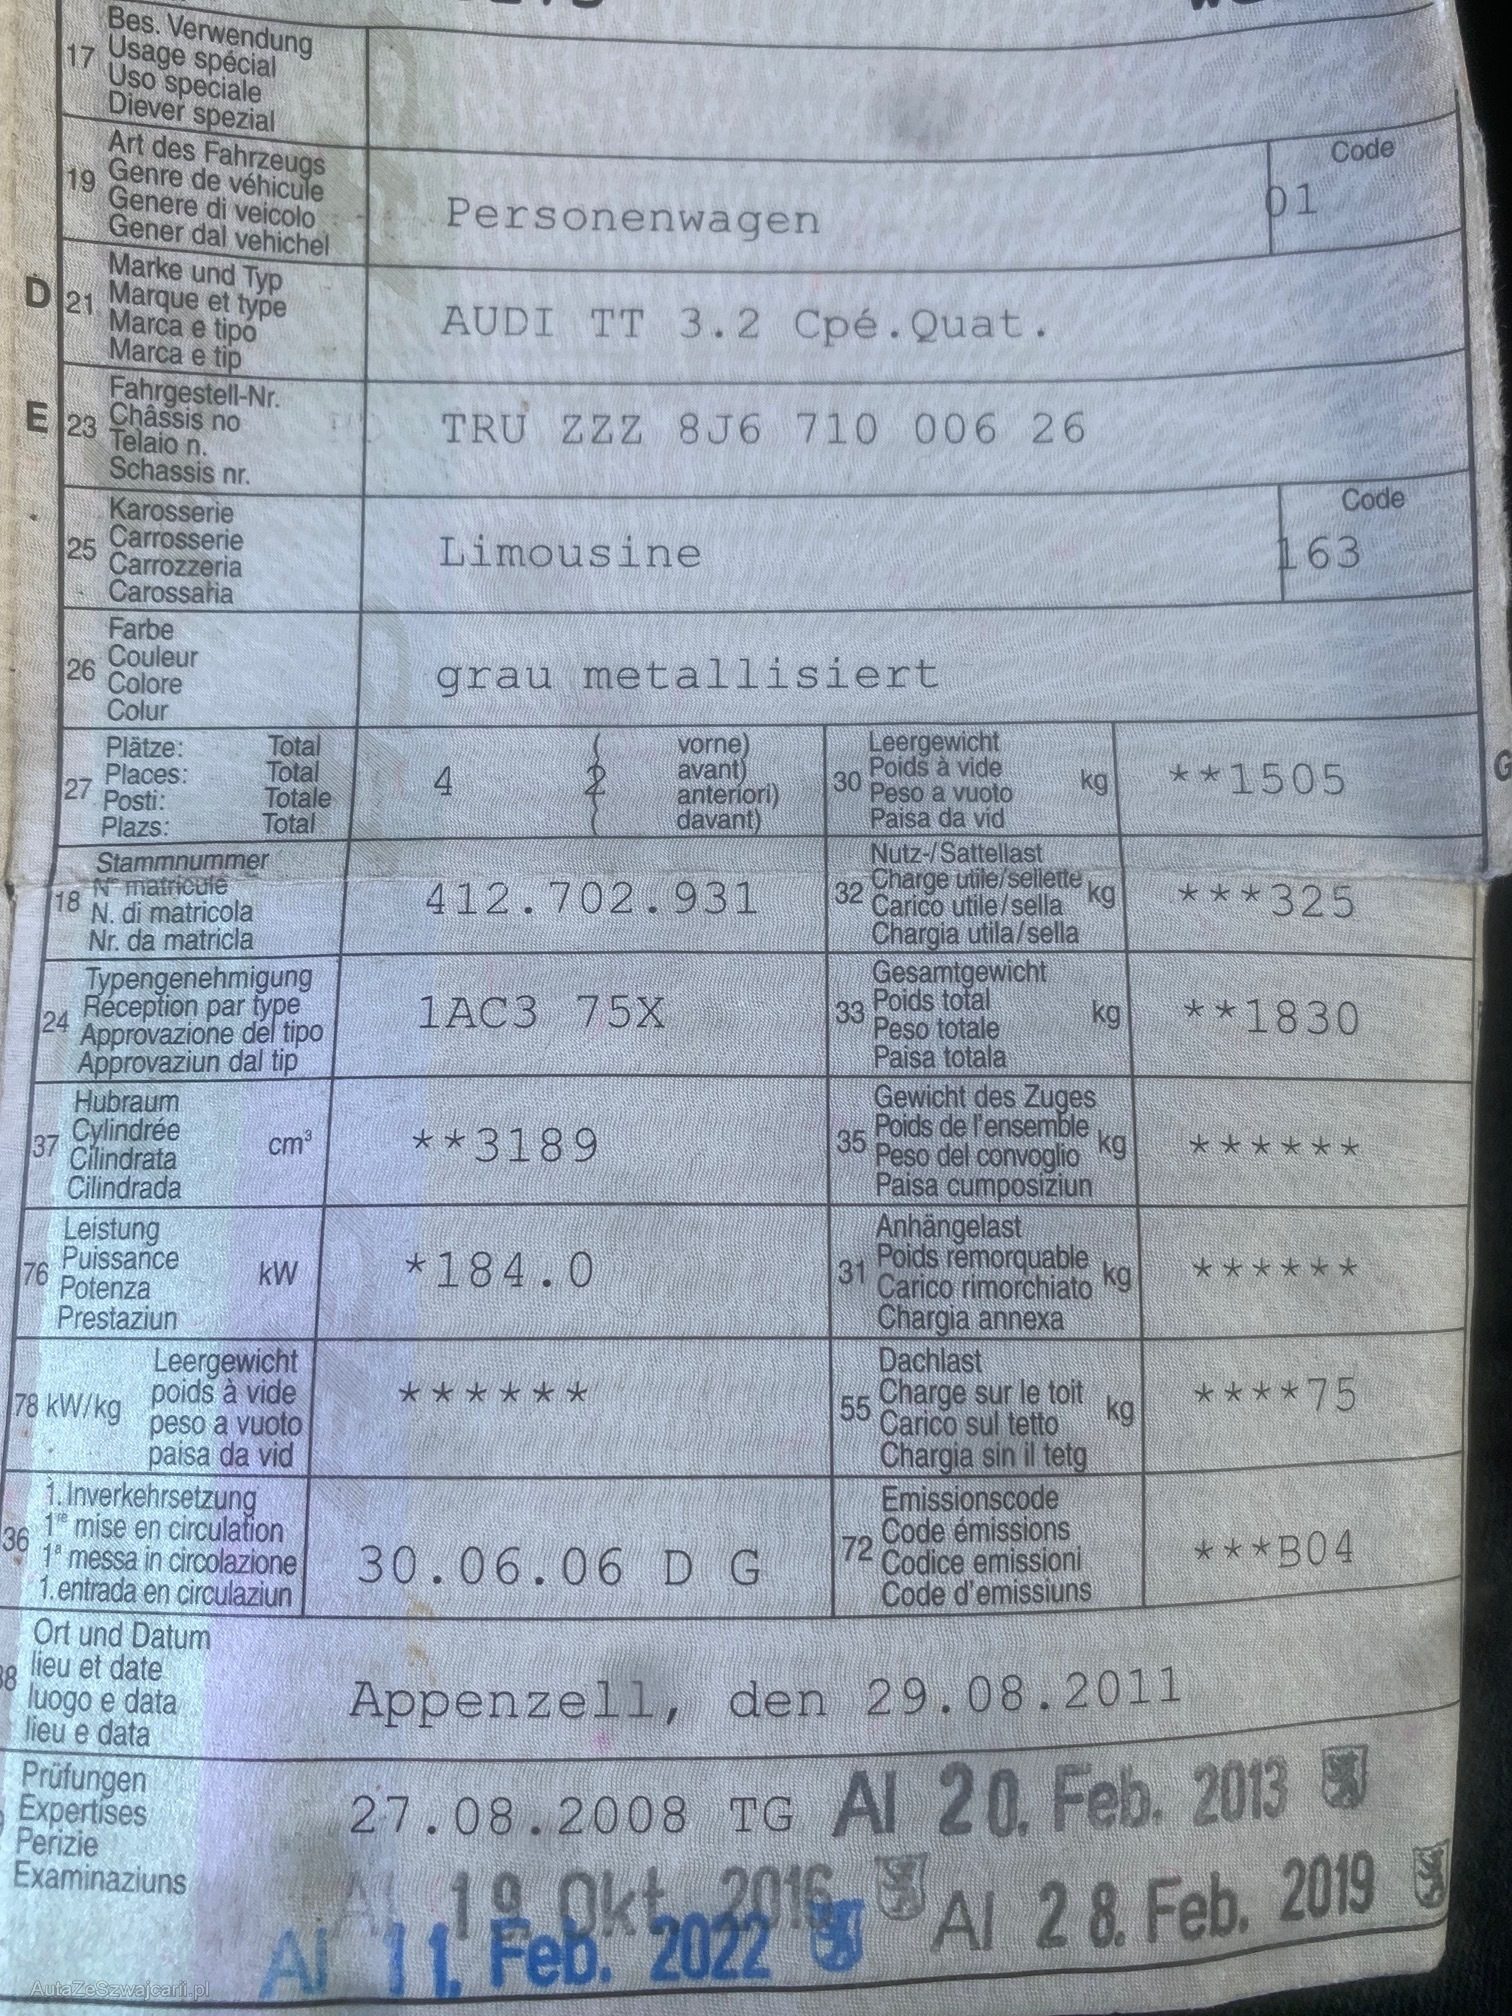 17 Bes. Verwendung
Usage spécial
Uso speciale
Diever spezial
19 Art des Fahrzeugs
Genre de véhicule
Genere di veicolo
Gener dal vehichel
Personenwagen
Code
01
D 21 Marke und Typ
Marque et type
Marca e tipo
Marca e tip
AUDI TT 3.2 Cpé.Quat.
E 23 Fahrgestell-Nr.
Châssis no
Telaio n.
Schassis nr.
TRU ZZZ 8J6 710 006 26
25 Karosserie
Carrosserie
Carrozzeria
Carossaria
Limousine
Code
163
26 Farbe
Couleur
Colore
Colur
grau metallisiert
27 Plätze: Total
Places: Total
Posti: Totale
Plazs: Total
4 2
vorne)
avant)
anteriori)
davant)
30 Leergewicht
Poids à vide
Peso a vuoto
Paisa da vid
kg
**1505
G
18 Stammnummer
N° matricule
N. di matricola
Nr. da matricla
412.702.931
32 Nutz-/Sattellast
Charge utile/sellette
Carico utile/sella
Chargia utila/sella
kg
***325
24 Typengenehmigung
Réception par type
Approvazione del tipo
Approvaziun dal tip
1AC3 75X
33 Gesamtgewicht
Poids total
Peso totale
Paisa totala
kg
**1830
37 Hubraum
Cylindrée
Cilindrata
Cilindrada
cm³
**3189
35 Gewicht des Zuges
Poids de l'ensemble
Peso del convoglio
Paisa cumposiziun
kg
******
76 Leistung
Puissance
Potenza
Prestaziun
kW
*184.0
31 Anhängelast
Poids remorquable
Carico rimorchiato
Chargia annexa
kg
******
78 kW/kg
Leergewicht
poids à vide
peso a vuoto
paisa da vid
******
55 Dachlast
Charge sur le toit
Carico sul tetto
Chargia sin il tetg
kg
****75
36 1. Inverkehrsetzung
1re mise en circulation
1a messa in circolazione
1. entrada en circulaziun
30.06.06 D G
72 Emissionscode
Code émissions
Codice emissioni
Code d'emissiuns
***B04
Ort und Datum
lieu et date
luogo e data
lieu e data
Appenzell, den 29.08.2011
Prüfungen
Expertises
Perizie
Examinaziuns
27.08.2008 TG
AI 20. Feb. 2013
AI 19. Okt. 2016
AI 28. Feb. 2019
AI 11. Feb. 2022
AutaZeSzwajcarii.pl